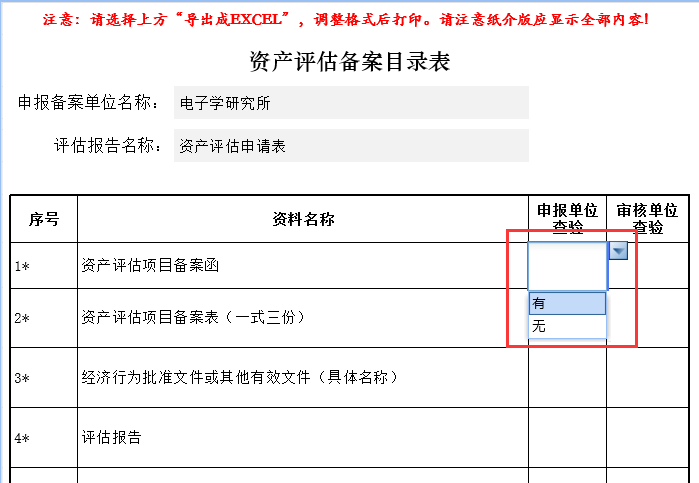 注意：请选择上方“导出成EXCEL”，调整格式后打印。请注意纸介版应显示全部内容!
资产评估备案目录表
申报备案单位名称： 电子学研究所
评估报告名称： 资产评估申请表
序号 资料名称 申报单位查验 审核单位查验
1* 资产评估项目备案函
有
2* 资产评估项目备案表（一式三份）
无
3* 经济行为批准文件或其他有效文件（具体名称）
4* 评估报告